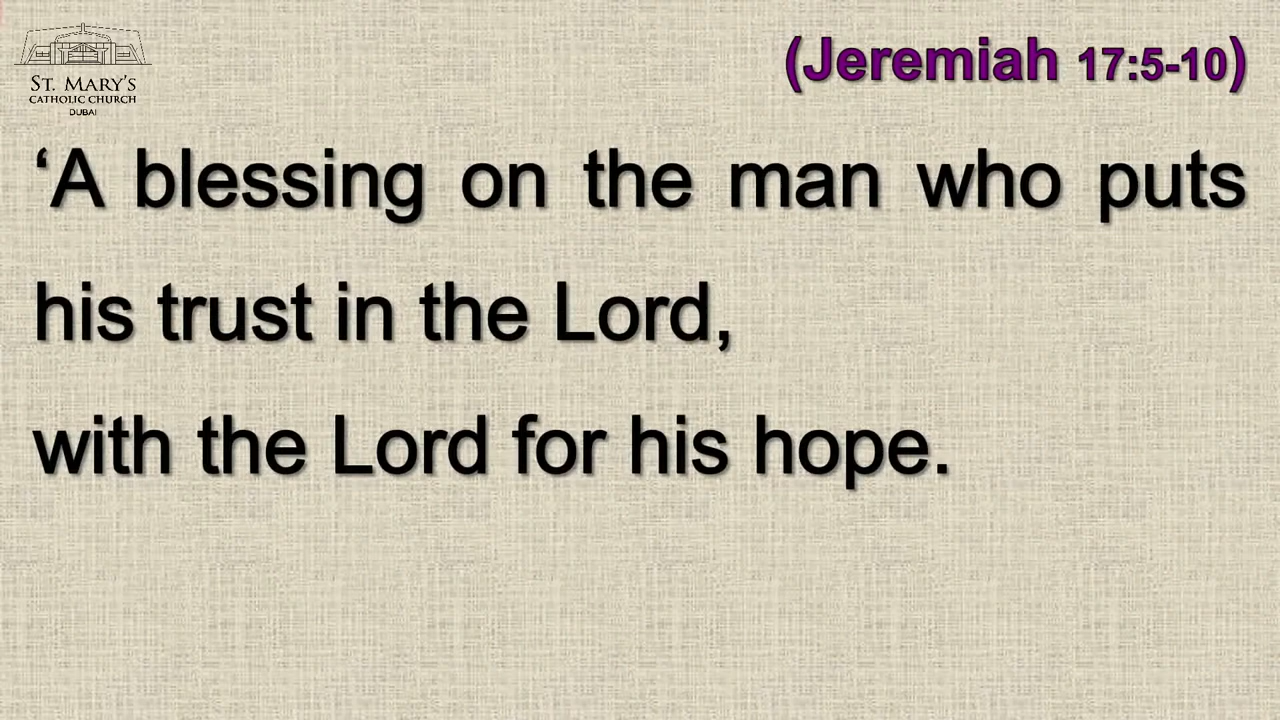 ST. MARY'S
CATHOLIC CHURCH
DUBAI
(Jeremiah 17:5-10)
‘A blessing on the man who puts
his trust in the Lord,
with the Lord for his hope.